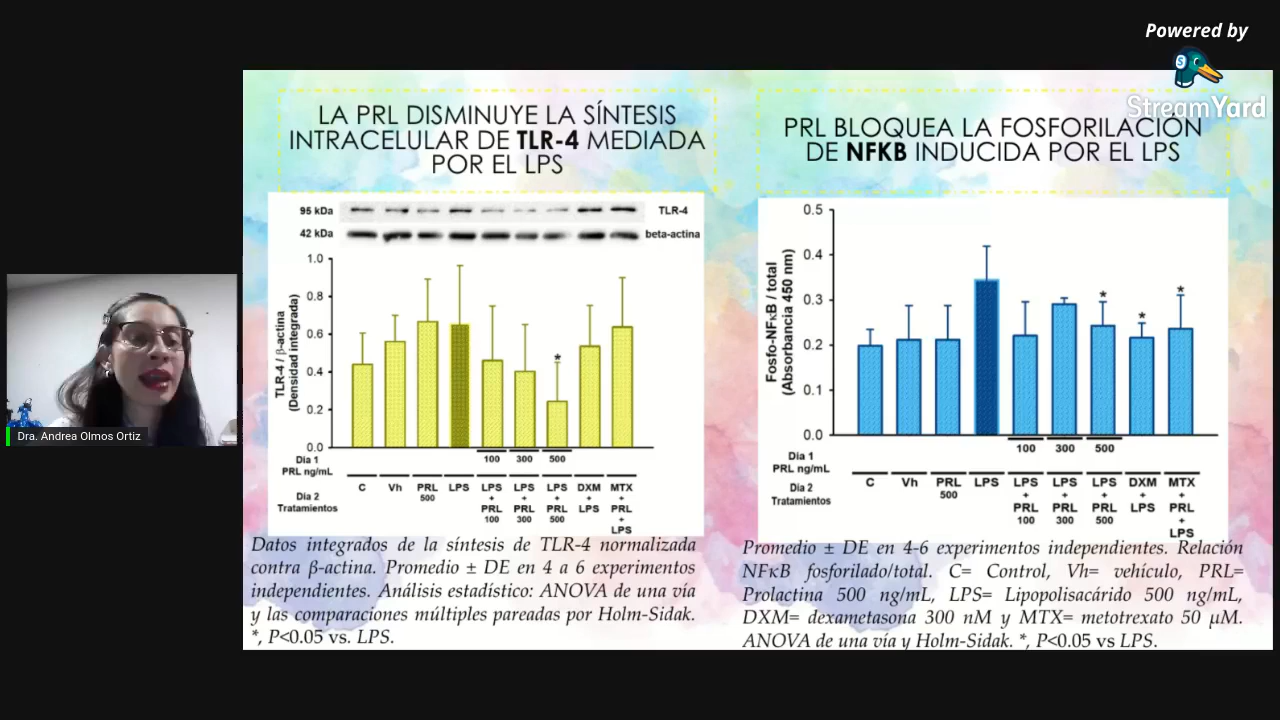 Powered by
StreamYard
LA PRL DISMINUYE LA SÍNTESIS
INTRACELULAR DE TLR-4 MEDIADA
POR EL LPS
95 kDa
TLR-4
42 kDa
beta-actina
TLR-4 / β-actina
(Densidad integrada)
1.0
0.8
0.6
0.4
0.2
0.0
*
Dia 1
PRL ng/mL
100 300 500
Dia 2
Tratamientos
C Vh PRL 500 LPS LPS + PRL 100 LPS + PRL 300 LPS + PRL 500 DXM + LPS MTX + PRL + LPS
Datos integrados de la síntesis de TLR-4 normalizada
contra β-actina. Promedio ± DE en 4 a 6 experimentos
independientes. Análisis estadístico: ANOVA de una vía
y las comparaciones múltiples pareadas por Holm-Sidak.
*, P<0.05 vs. LPS.
PRL BLOQUEA LA FOSFORILACIÓN
DE NFKB INDUCIDA POR EL LPS
Fosfo-NFκB / total
(Absorbancia 450 nm)
0.5
0.4
0.3
0.2
0.1
0.0
* * *
Dia 1
PRL ng/mL
100 300 500
Dia 2
Tratamientos
C Vh PRL 500 LPS LPS + PRL 100 LPS + PRL 300 LPS + PRL 500 DXM + LPS MTX + PRL + LPS
Promedio ± DE en 4-6 experimentos independientes. Relación
NFκB fosforilado/total. C= Control, Vh= vehículo, PRL=
Prolactina 500 ng/mL, LPS= Lipopolisacárido 500 ng/mL,
DXM= dexametasona 300 nM y MTX= metotrexato 50 µM.
ANOVA de una vía y Holm-Sidak. *, P<0.05 vs LPS.
Dra. Andrea Olmos Ortiz